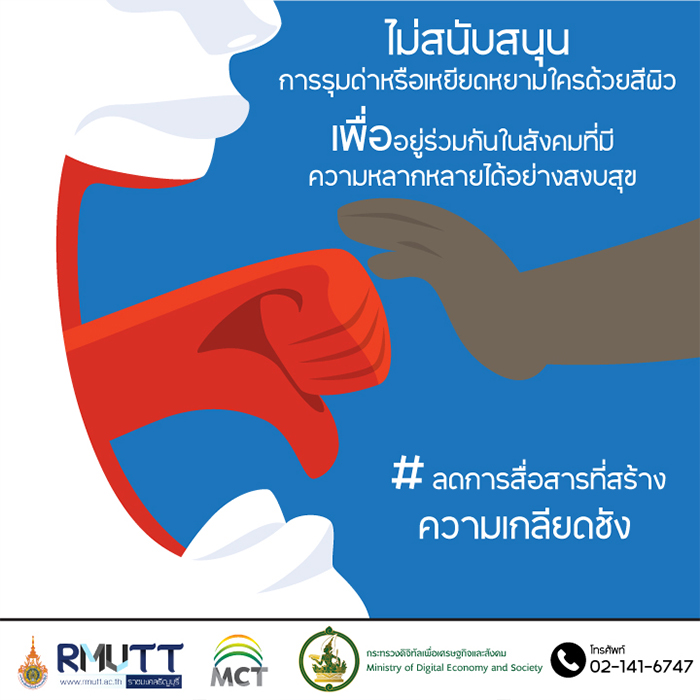 ไม่สนับสนุน
การรุมด่าหรือเหยียดหยามใครด้วยสีผิว
เพื่ออยู่ร่วมกันในสังคมที่มี
ความหลากหลายได้อย่างสงบสุข
# ลดการสื่อสารที่สร้าง
ความเกลียดชัง
RMUTT
www.rmutt.ac.th ราชมงคลธัญบุรี
MCT
กระทรวงดิจิทัลเพื่อเศรษฐกิจและสังคม
Ministry of Digital Economy and Society
โทรศัพท์
02-141-6747